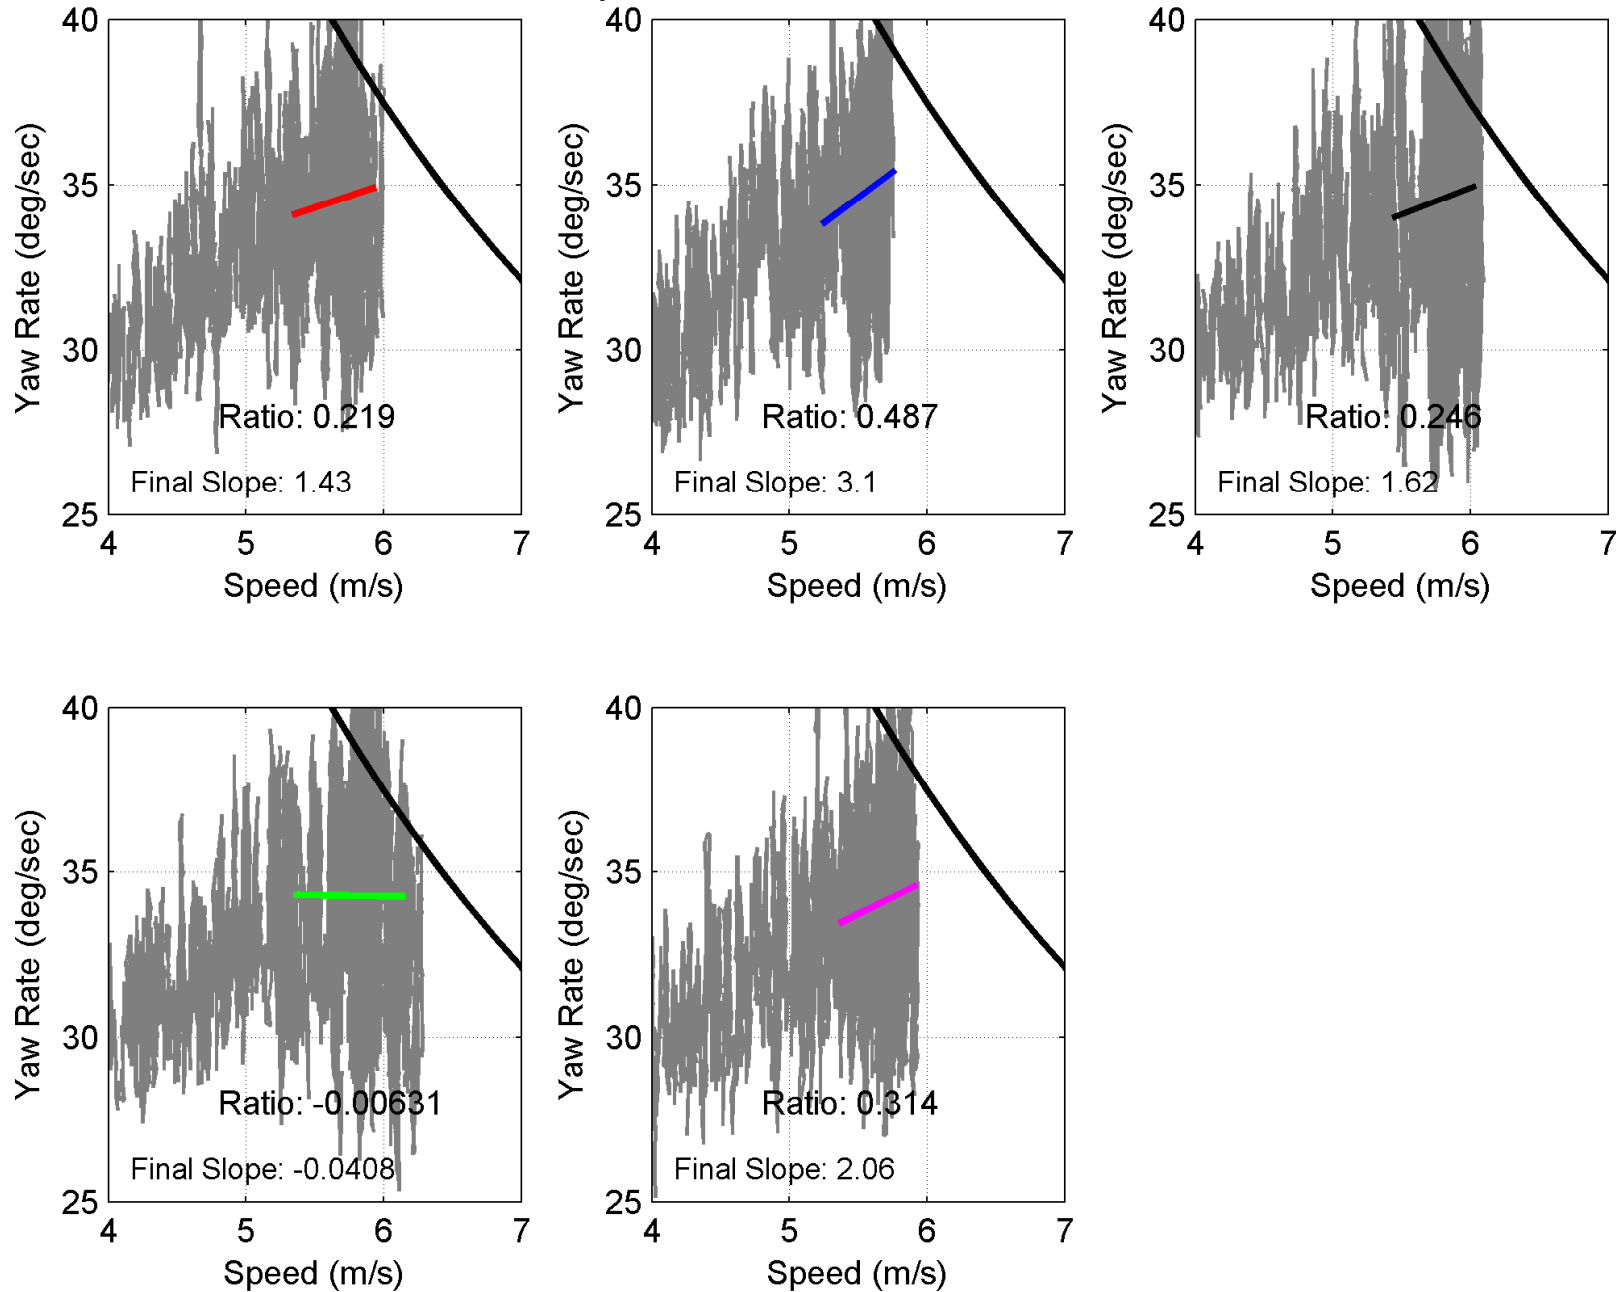 40
35
30
25
Yaw Rate (deg/sec)
Ratio: 0.219
Final Slope: 1.43
4 5 6 7
Speed (m/s)
40
35
30
25
Yaw Rate (deg/sec)
Ratio: 0.487
Final Slope: 3.1
4 5 6 7
Speed (m/s)
40
35
30
25
Yaw Rate (deg/sec)
Ratio: 0.246
Final Slope: 1.62
4 5 6 7
Speed (m/s)
40
35
30
25
Yaw Rate (deg/sec)
Ratio: -0.00631
Final Slope: -0.0408
4 5 6 7
Speed (m/s)
40
35
30
25
Yaw Rate (deg/sec)
Ratio: 0.314
Final Slope: 2.06
4 5 6 7
Speed (m/s)